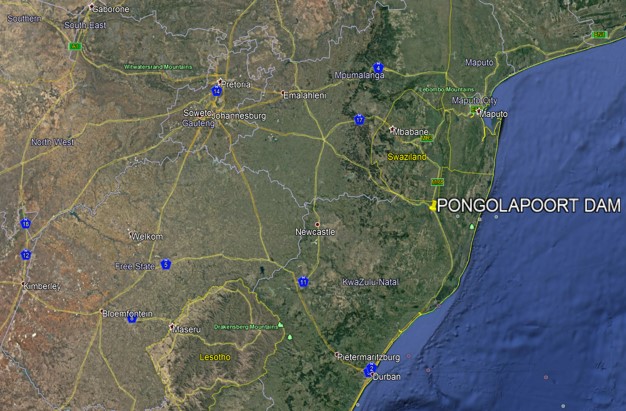 Gaborone
Southern
South East
Witwatersrand Mountains
Pretoria
14
4
Mpumalanga
Maputo
Lebombo Mountains
Emalahleni
Maputo City
Maputo
Soweto
Johannesburg
Gauteng
17
Mbabane
North West
Swaziland
PONGOLAPOORT DAM
18
Welkom
Newcastle
12
Free State
5
Kimberley
11
KwaZulu-Natal
Bloemfontein
Maseru
Drakensberg Mountains
Lesotho
Pietermaritzburg
2
Durban